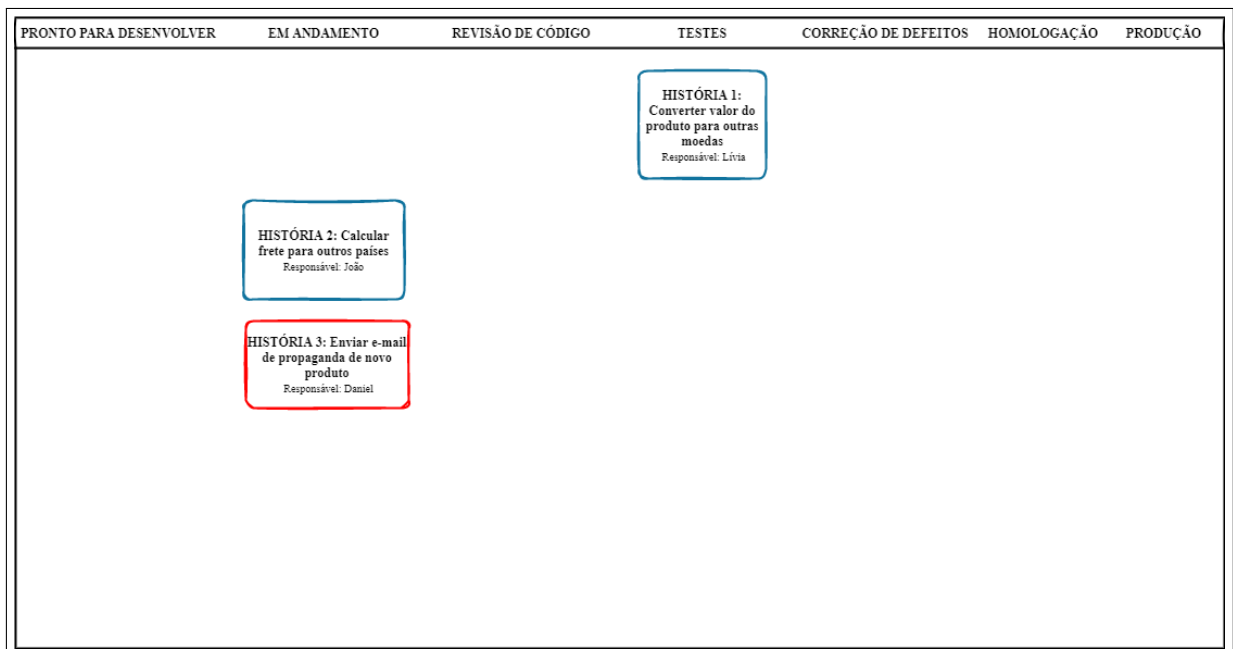 PRONTO PARA DESENVOLVER EM ANDAMENTO REVISÃO DE CÓDIGO TESTES CORREÇÃO DE DEFEITOS HOMOLOGAÇÃO PRODUÇÃO
HISTÓRIA 1:
Converter valor do
produto para outras
moedas
Responsável: Lívia
HISTÓRIA 2: Calcular
frete para outros países
Responsável: João
HISTÓRIA 3: Enviar e-mail
de propaganda de novo
produto
Responsável: Daniel